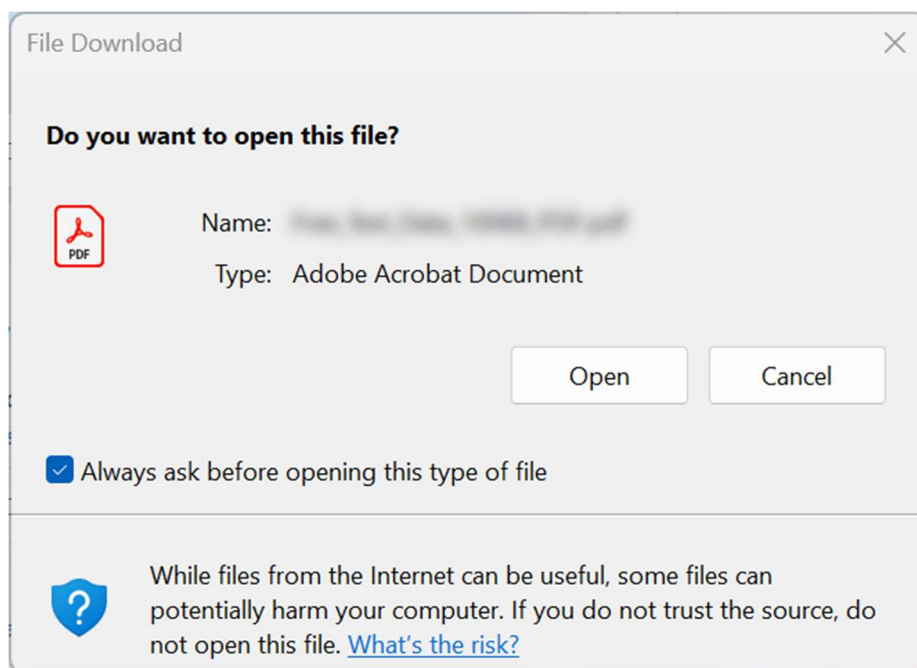 File Download
Do you want to open this file?
PDF
Name:
Type: Adobe Acrobat Document
Open Cancel
Always ask before opening this type of file
While files from the Internet can be useful, some files can
potentially harm your computer. If you do not trust the source, do
not open this file. What's the risk?